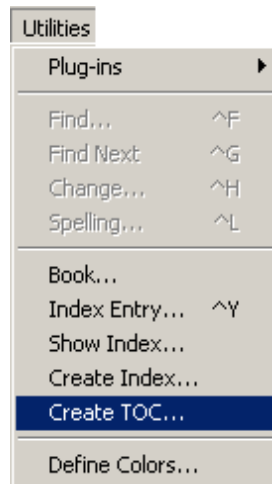 Utilities
Plug-ins
Find... ^F
Find Next ^G
Change... ^H
Spelling... ^L
Book...
Index Entry... ^Y
Show Index...
Create Index...
Create TOC...
Define Colors...